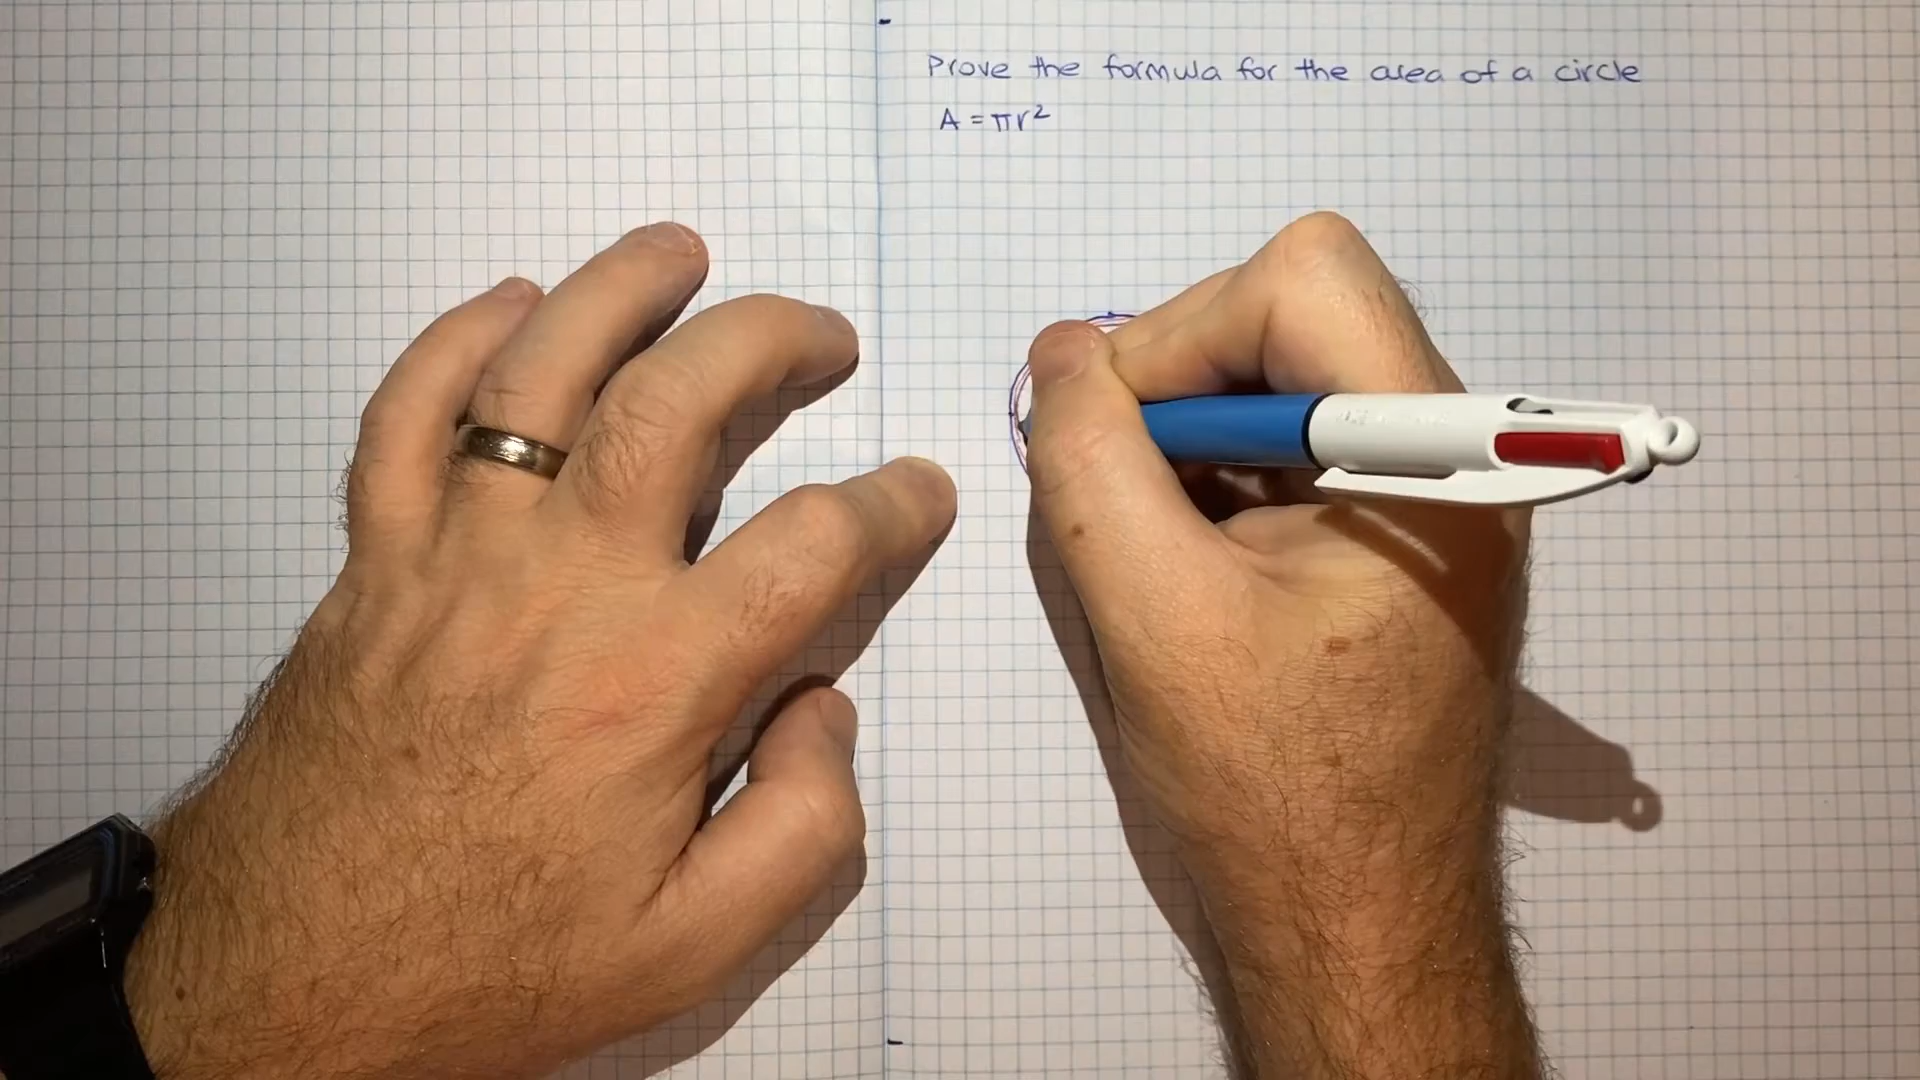 Prove the formula for the area of a circle
A = πr²